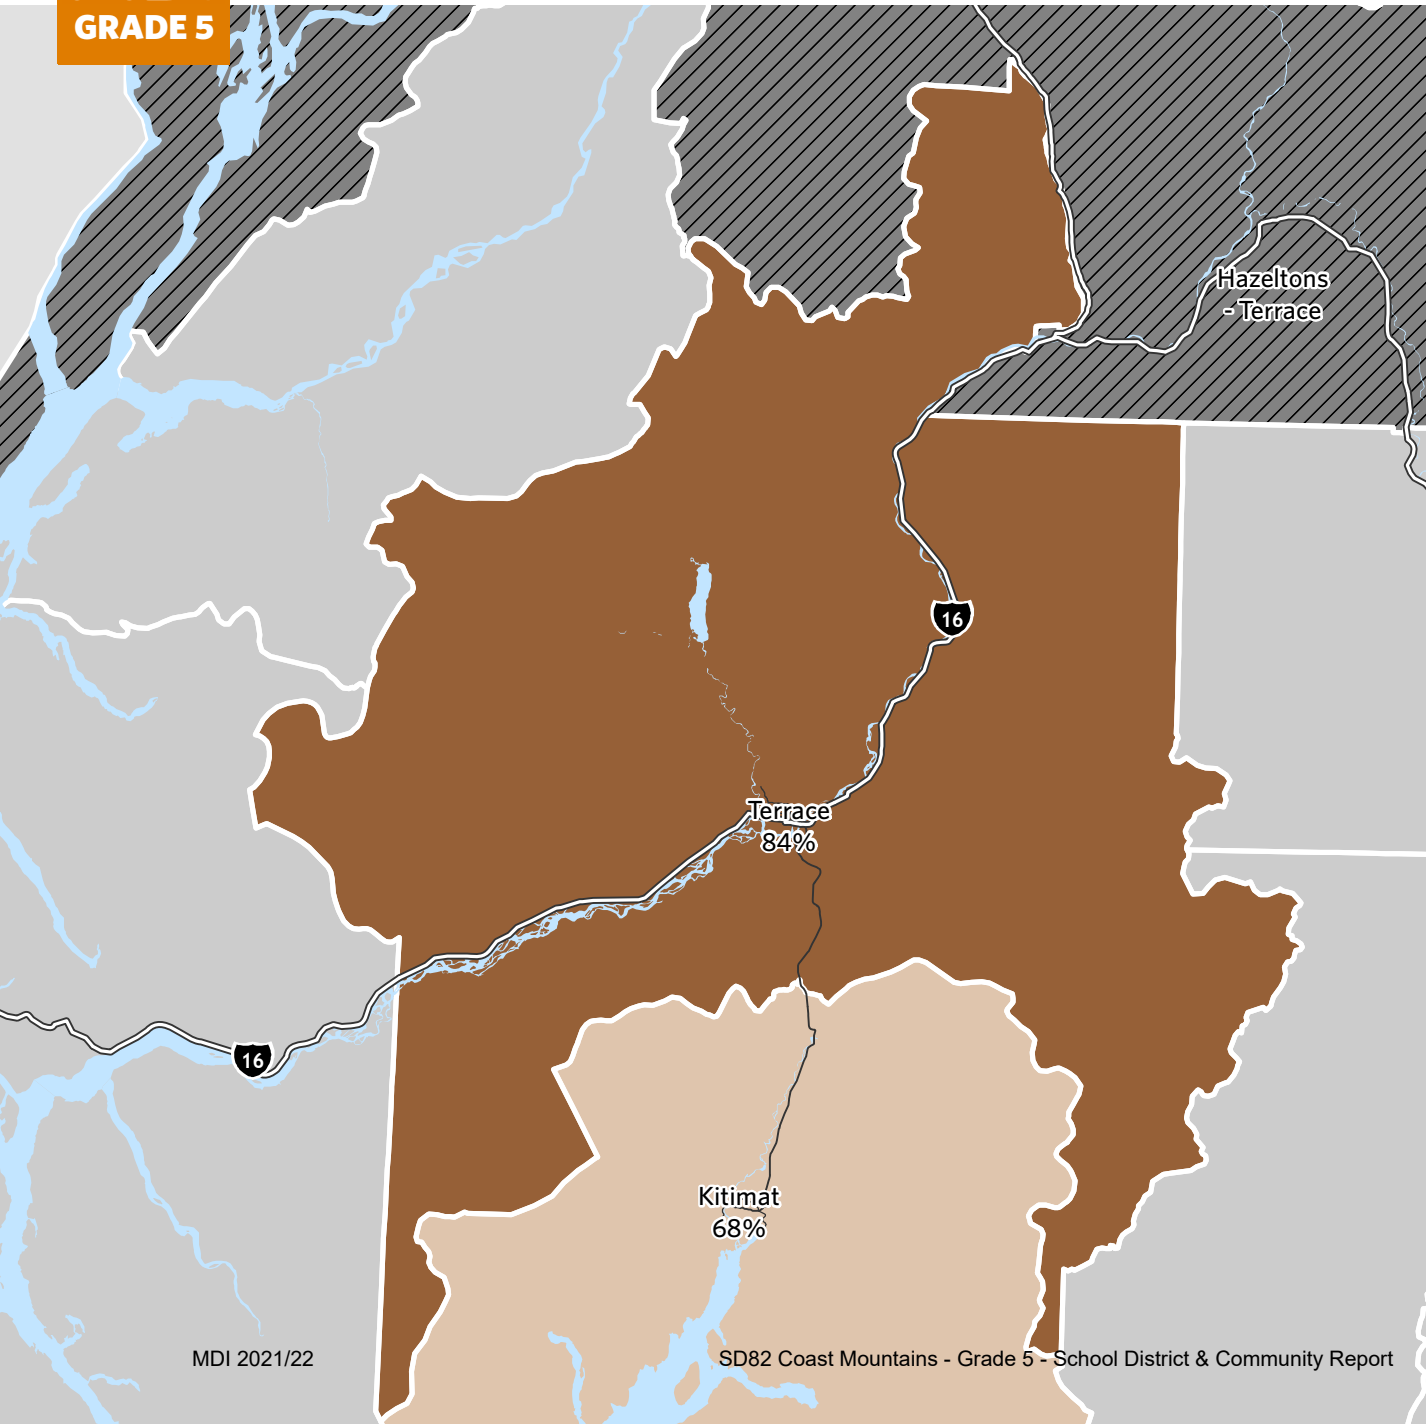 GRADE 5
Hazeltons
- Terrace
16
Terrace
84%
16
Kitimat
68%
MDI 2021/22
SD82 Coast Mountains - Grade 5 - School District & Community Report